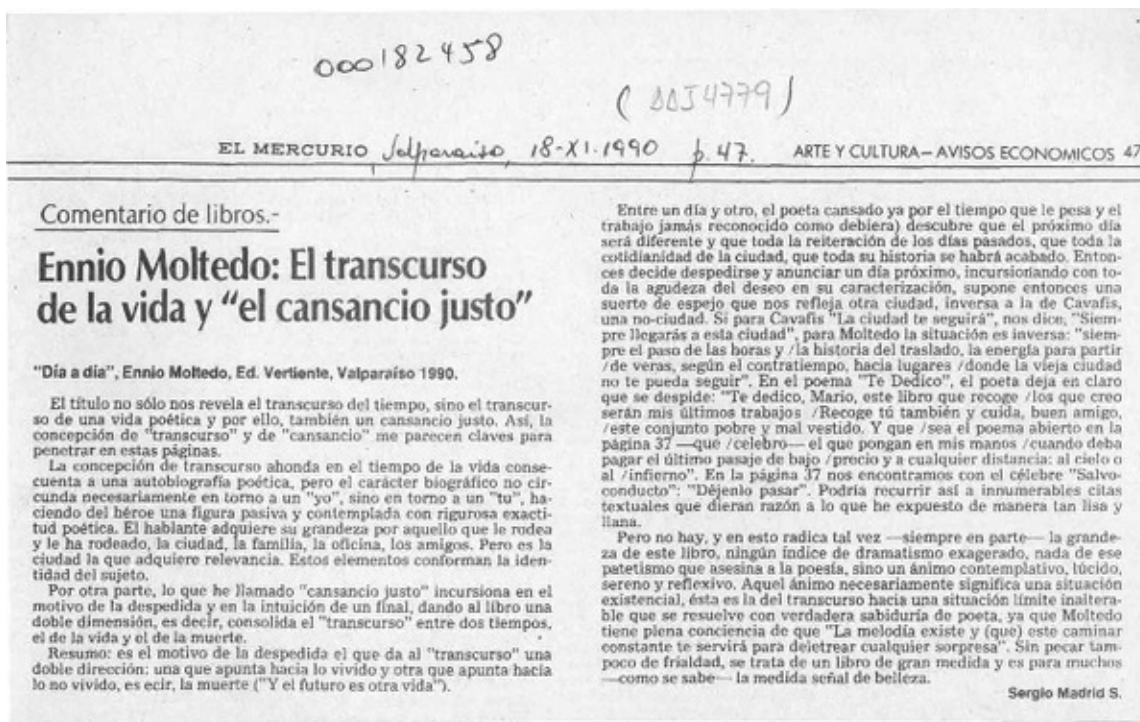 000182458
(AAJ4779)
EL MERCURIO Valparaíso, 18-XI-1990 p. 47. ARTE Y CULTURA — AVISOS ECONOMICOS 47
Comentario de libros.-
Ennio Moltedo: El transcurso
de la vida y "el cansancio justo"
"Día a día", Ennio Moltedo, Ed. Vertiente, Valparaíso 1990.
El título no sólo nos revela el transcurso del tiempo, sino el transcur-
so de una vida poética y por ello, también un cansancio justo. Así, la
concepción de "transcurso" y de "cansancio" me parecen claves para
penetrar en estas páginas.
La concepción de transcurso ahonda en el tiempo de la vida conse-
cuenta a una autobiografía poética, pero el carácter biográfico no cir-
cunda necesariamente en torno a un "yo", sino en torno a un "tu", ha-
ciendo del héroe una figura pasiva y contemplada con rigurosa exacti-
tud poética. El hablante adquiere su grandeza por aquello que le rodea
y le ha rodeado, la ciudad, la familia, la oficina, los amigos. Pero es la
ciudad la que adquiere relevancia. Estos elementos conforman la iden-
tidad del sujeto.
Por otra parte, lo que he llamado "cansancio justo" incursiona en el
motivo de la despedida y en la intuición de un final, dando al libro una
doble dimensión, es decir, consolida el "transcurso" entre dos tiempos,
el de la vida y el de la muerte.
Resumo: es el motivo de la despedida el que da al "transcurso" una
doble dirección: una que apunta hacia lo vivido y otra que apunta hacia
lo no vivido, es ecir, la muerte ("Y el futuro es otra vida").
Entre un día y otro, el poeta cansado ya por el tiempo que le pesa y el
trabajo jamás reconocido como debiera) descubre que el próximo día
será diferente y que toda la reiteración de los días pasados, que toda la
cotidianidad de la ciudad, que toda su historia se habrá acabado. Enton-
ces decide despedirse y anunciar un día próximo, incursionando con to-
da la agudeza del deseo en su caracterización, supone entonces una
suerte de espejo que nos refleja otra ciudad, inversa a la de Cavafis,
una no-ciudad. Si para Cavafis "La ciudad te seguirá", nos dice, "Siem-
pre llegarás a esta ciudad", para Moltedo la situación es inversa: "siem-
pre el paso de las horas y /la historia del traslado, la energía para partir
/de veras, según el contratiempo, hacia lugares /donde la vieja ciudad
no te pueda seguir". En el poema "Te Dedico", el poeta deja en claro
que se despide: "Te dedico, Mario, este libro que recoge /los que creo
serán mis últimos trabajos /Recoge tú también y cuida, buen amigo,
/este conjunto pobre y mal vestido. Y que /sea el poema abierto en la
página 37 —que /celebro— el que pongan en mis manos /cuando deba
pagar el último pasaje de bajo /precio y a cualquier distancia: al cielo o
al /infierno". En la página 37 nos encontramos con el célebre "Salvo-
conducto": "Déjenlo pasar". Podría recurrir así a innumerables citas
textuales que dieran razón a lo que he expuesto de manera tan lisa y
llana.
Pero no hay, y en esto radica tal vez —siempre en parte— la grande-
za de este libro, ningún índice de dramatismo exagerado, nada de ese
patetismo que asesina a la poesía, sino un ánimo contemplativo, lúcido,
sereno y reflexivo. Aquel ánimo necesariamente significa una situación
existencial, ésta es la del transcurso hacia una situación límite inaltera-
ble que se resuelve con verdadera sabiduría de poeta, ya que Moltedo
tiene plena conciencia de que "La melodía existe y (que) este caminar
constante te servirá para deletrear cualquier sorpresa". Sin pecar tam-
poco de frialdad, se trata de un libro de gran medida y es para muchos
—como se sabe— la medida señal de belleza.
Sergio Madrid S.